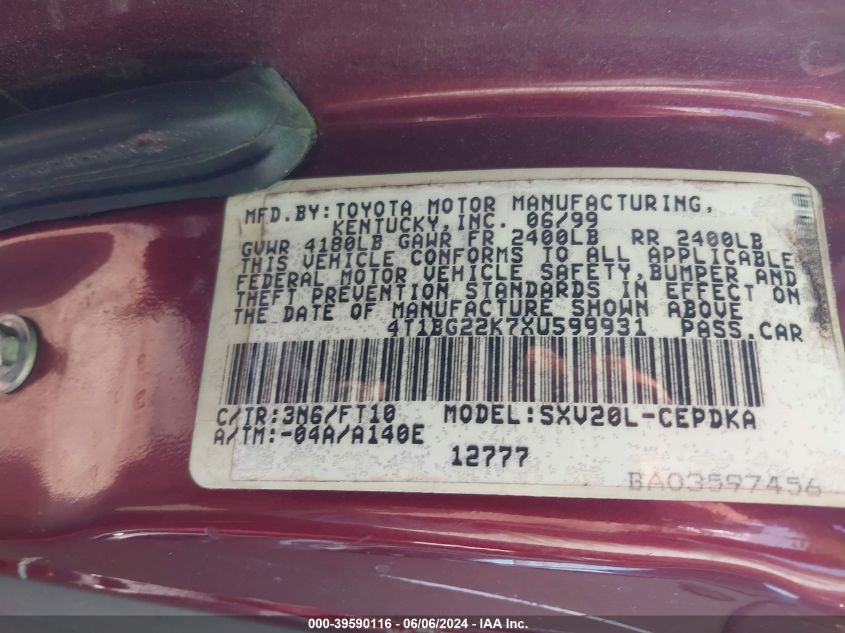 MFD.BY:TOYOTA MOTOR MANUFACTURING,
KENTUCKY,INC. 06/99
GVWR 4180LB GAWR FR 2400LB RR 2400LB
THIS VEHICLE CONFORMS TO ALL APPLICABLE
FEDERAL MOTOR VEHICLE SAFETY,BUMPER AND
THEFT PREVENTION STANDARDS IN EFFECT ON
THE DATE OF MANUFACTURE SHOWN ABOVE
4T1BG22K7XU599931 PASS.CAR
C/TR:3N6/FT10 MODEL:SXV20L-CEPDKA
A/TM:-04A/A140E
12777
BA03597456
000-39590116 - 06/06/2024 - IAA Inc.